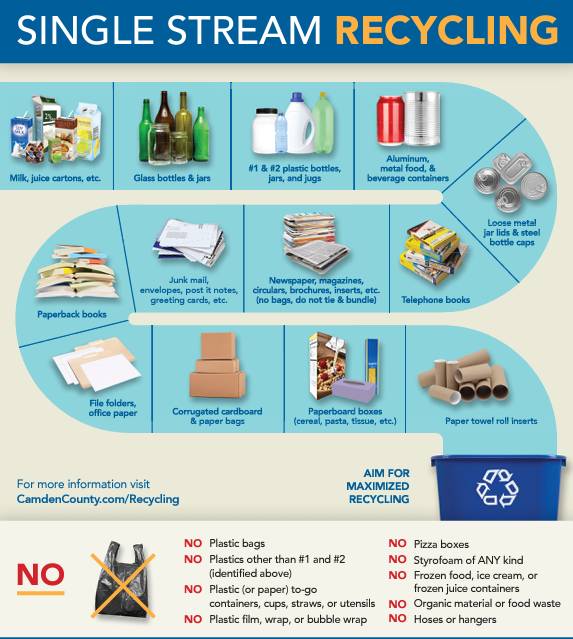 SINGLE STREAM RECYCLING
Milk, juice cartons, etc.
Glass bottles & jars
#1 & #2 plastic bottles,
jars, and jugs
Aluminum,
metal food, &
beverage containers
Loose metal
jar lids & steel
bottle caps
Paperback books
Junk mail,
envelopes, post it notes,
greeting cards, etc.
Newspaper, magazines,
circulars, brochures, inserts, etc.
(no bags, do not tie & bundle)
Telephone books
File folders,
office paper
Corrugated cardboard
& paper bags
Paperboard boxes
(cereal, pasta, tissue, etc.)
Paper towel roll inserts
For more information visit
CamdenCounty.com/Recycling
AIM FOR
MAXIMIZED
RECYCLING
NO
NO Plastic bags
NO Plastics other than #1 and #2
(identified above)
NO Plastic (or paper) to-go
containers, cups, straws, or utensils
NO Plastic film, wrap, or bubble wrap
NO Pizza boxes
NO Styrofoam of ANY kind
NO Frozen food, ice cream, or
frozen juice containers
NO Organic material or food waste
NO Hoses or hangers